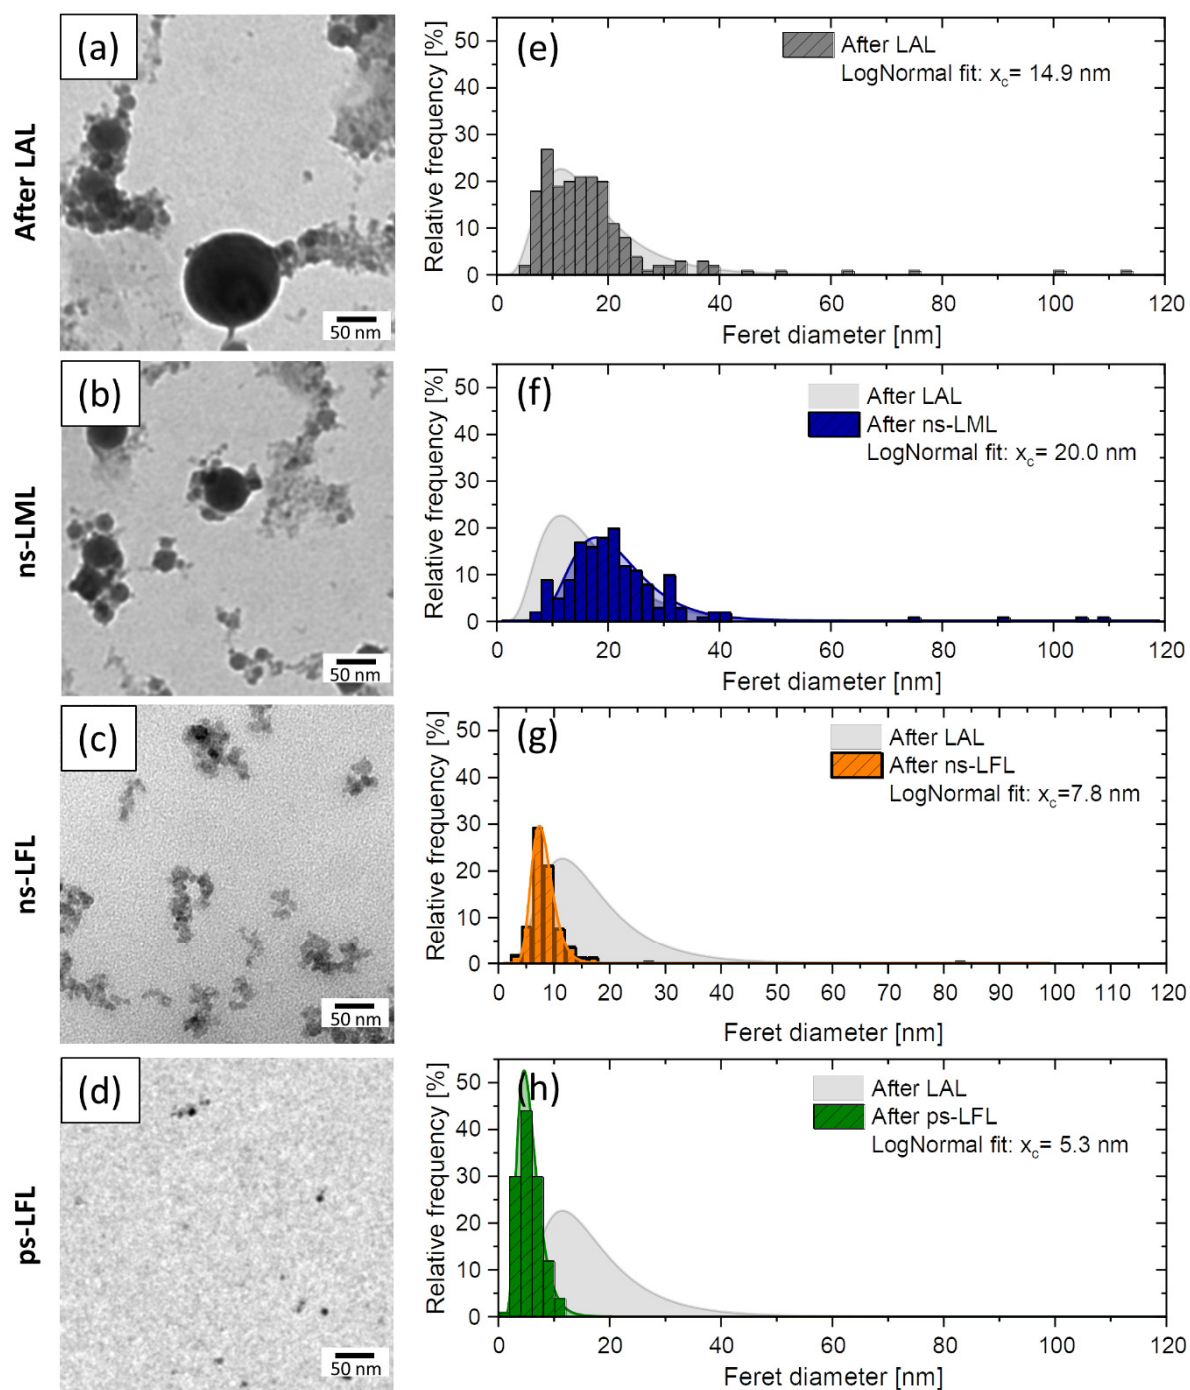 After LAL
(a)
50 nm
(e)
After LAL
LogNormal fit: xc= 14.9 nm
Relative frequency [%]
50
40
30
20
10
0
0 20 40 60 80 100 120
Feret diameter [nm]
ns-LML
(b)
50 nm
(f)
After LAL
After ns-LML
LogNormal fit: xc= 20.0 nm
Relative frequency [%]
50
40
30
20
10
0
0 20 40 60 80 100 120
Feret diameter [nm]
ns-LFL
(c)
50 nm
(g)
After LAL
After ns-LFL
LogNormal fit: xc=7.8 nm
Relative frequency [%]
50
40
30
20
10
0
0 10 20 30 40 50 60 70 80 90 100 110 120
Feret diameter [nm]
ps-LFL
(d)
50 nm
(h)
After LAL
After ps-LFL
LogNormal fit: xc= 5.3 nm
Relative frequency [%]
50
40
30
20
10
0
0 20 40 60 80 100 120
Feret diameter [nm]